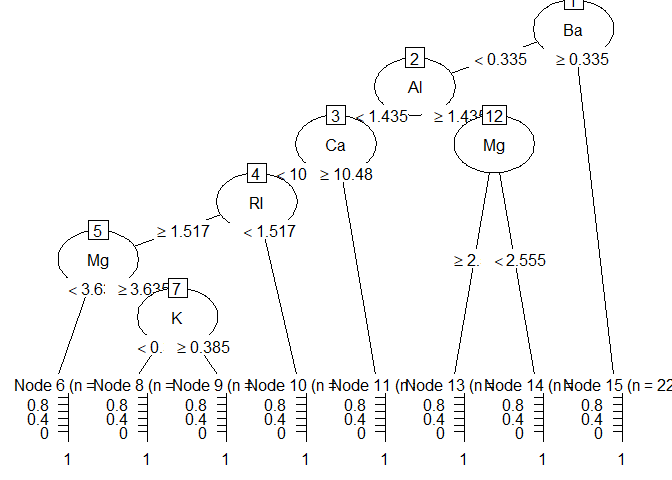 1
Ba
< 0.335 ≥ 0.335
2
Al
< 1.435 ≥ 1.435
3
Ca
12
Mg
< 10 ≥ 10.48
4
RI
≥ 1.517 < 1.517
5
Mg
≥ 2. < 2.555
< 3.6 ≥ 3.635
7
K
< 0. ≥ 0.385
Node 6 (n = Node 8 (n = Node 9 (n = Node 10 (n = Node 11 (n Node 13 (n Node 14 (n Node 15 (n = 22
0.8 0.8 0.8 0.8 0.8 0.8 0.8 0.8
0.4 0.4 0.4 0.4 0.4 0.4 0.4 0.4
0 0 0 0 0 0 0 0
1 1 1 1 1 1 1 1